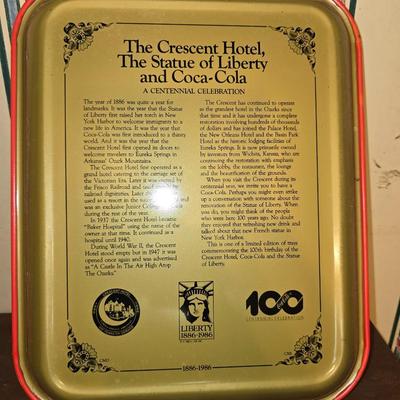 The Crescent Hotel,
The Statue of Liberty
and Coca-Cola
A CENTENNIAL CELEBRATION
The year of 1886 was quite a year for
landmarks. It was the year that the Statue
of Liberty first raised her torch in New
York Harbor to welcome immigrants to a
new life in America. It was the year that
Coca-Cola was first introduced to a thirsty
world. And it was the year that the
Crescent Hotel first opened its doors to
welcome travelers to Eureka Springs in
Arkansas' Ozark Mountains.
The Crescent Hotel first opened as a
grand hotel catering to the carriage set of
the Victorian Era. Later it was owned by
the Frisco Railroad and
railroad dignitaries. Later
used as a resort in the
was an exclusive Junior College
during the rest of the year.
In 1937 the Crescent Hotel became
"Baker Hospital" using the name of the
owner at that time. It continued as a
hospital until 1940.
During World War II, the Crescent
Hotel stood empty but in 1947 it was
opened once again and was advertised
as "A Castle In The Air High Atop
The Ozarks."
The Crescent has continued to operate
as the grandest hotel in the Ozarks since
that time and it has undergone a complete
restoration involving hundreds of thousands
of dollars and has joined the Palace Hotel,
the New Orleans Hotel and the Basin Park
Hotel as the historic lodging facilities of
Eureka Springs. It is now primarily owned
by investors from Wichita, Kansas, who are
continuing the restoration with emphasis
on the lobby, the restaurant, the lounge
and the beautification of the grounds.
When you visit the Crescent during its
centennial year, we invite you to have a
Coca-Cola. Perhaps you might even strike
up a conversation with someone about the
renovation of the Statue of Liberty. When
you do, you might think of the people
who were here 100 years ago. No doubt
they enjoyed that refreshing new drink and
talked about that new French statue in
New York Harbor.
This is one of a limited edition of trays
commemorating the 100th birthday of the
Crescent Hotel, Coca-Cola and the Statue
of Liberty.
LIBERTY
1886-1986
100
CENTENNIAL CELEBRATION
1886-1986